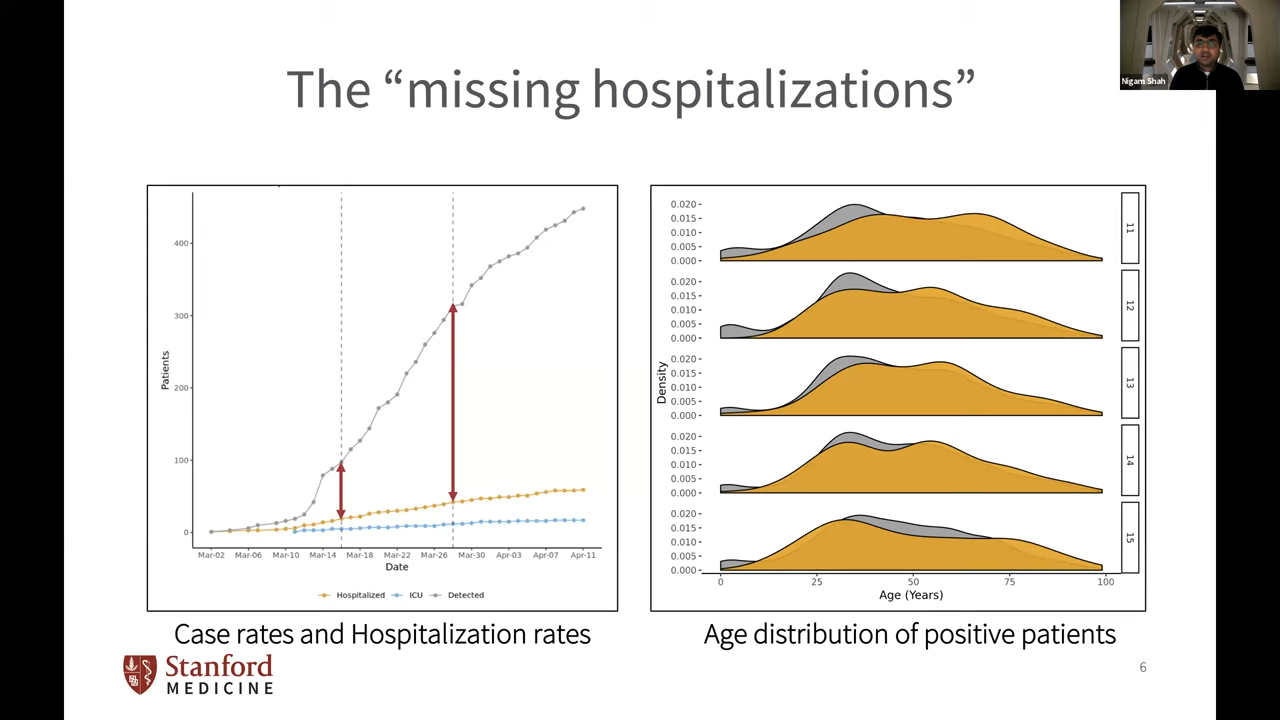 Nigam Shah
The “missing hospitalizations”
400
300
200
100
0
Patients
Mar-02 Mar-06 Mar-10 Mar-14 Mar-18 Mar-22 Mar-26 Mar-30 Apr-03 Apr-07 Apr-11
Date
Hospitalized ICU Detected
Case rates and Hospitalization rates
0.020
0.015
0.010
0.005
0.000
11
0.020
0.015
0.010
0.005
0.000
12
0.020
0.015
0.010
0.005
0.000
13
0.020
0.015
0.010
0.005
0.000
14
0.020
0.015
0.010
0.005
0.000
15
Density
0 25 50 75 100
Age (Years)
Age distribution of positive patients
Stanford
MEDICINE
6